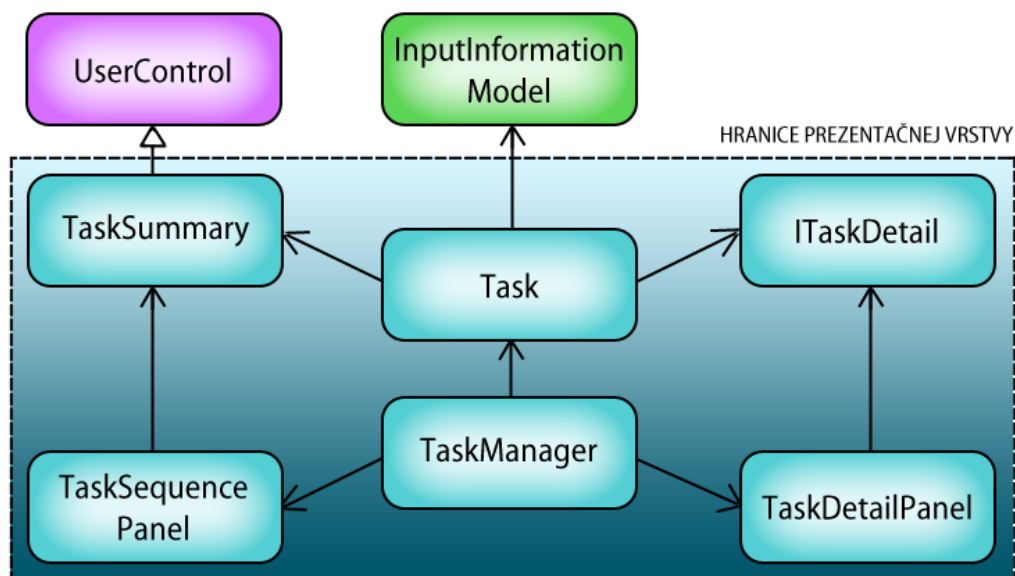 UserControl
InputInformation
Model
HRANICE PREZENTAČNEJ VRSTVY
TaskSummary
Task
ITaskDetail
TaskSequence
Panel
TaskManager
TaskDetailPanel